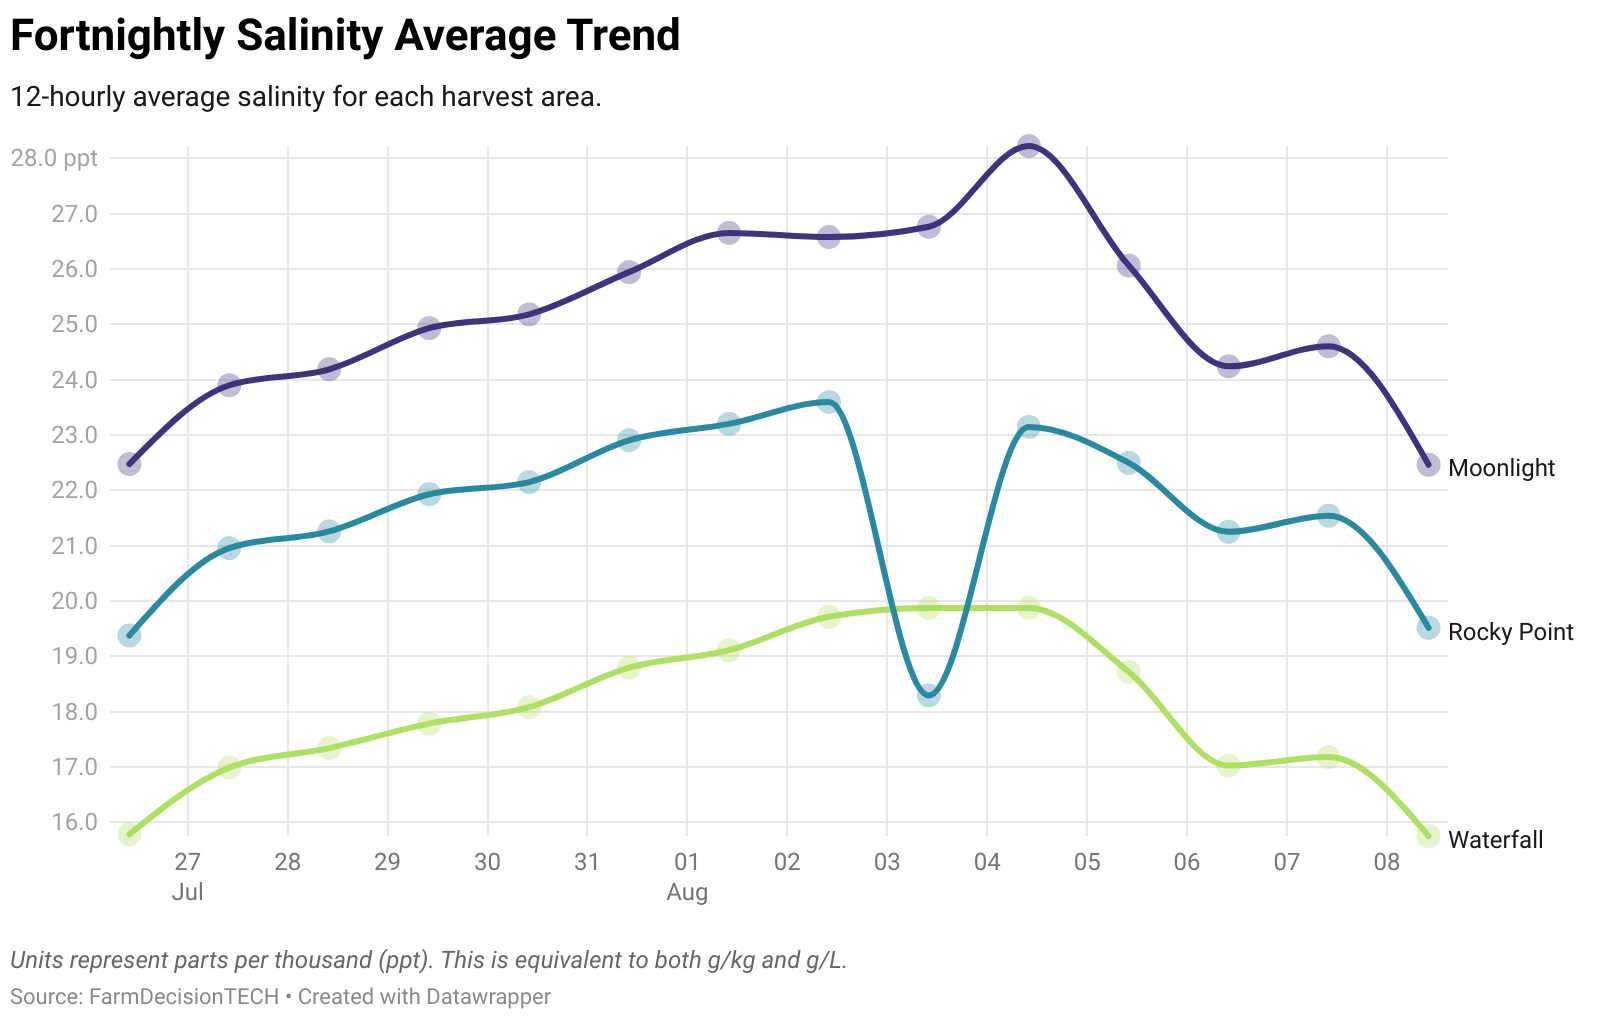 Fortnightly Salinity Average Trend
12-hourly average salinity for each harvest area.
28.0 ppt
27.0
26.0
25.0
24.0
23.0
22.0
21.0
20.0
19.0
18.0
17.0
16.0
Moonlight
Rocky Point
Waterfall
27 28 29 30 31 01 02 03 04 05 06 07 08
Jul Aug
Units represent parts per thousand (ppt). This is equivalent to both g/kg and g/L.
Source: FarmDecisionTECH • Created with Datawrapper